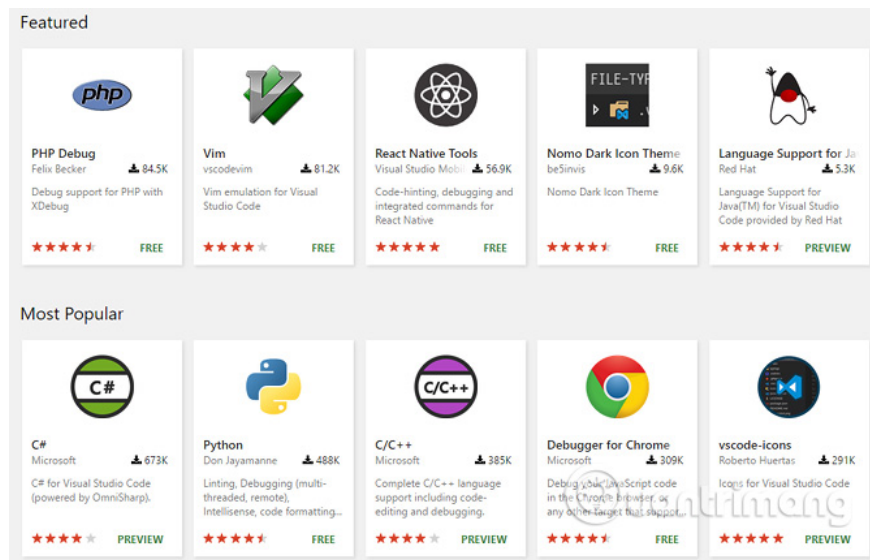 Featured
php
FILE-TYP
PHP Debug
Felix Becker 84.5K
Debug support for PHP with
XDebug
FREE
Vim
vscodevim 81.2K
Vim emulation for Visual
Studio Code
FREE
React Native Tools
Visual Studio Mobil 56.9K
Code-hinting, debugging and
integrated commands for
React Native
FREE
Nomo Dark Icon Theme
be5invis 9.6K
Nomo Dark Icon Theme
FREE
Language Support for Ja
Red Hat 5.3K
Language Support for
Java(TM) for Visual Studio
Code provided by Red Hat
PREVIEW
Most Popular
C#
C#
Microsoft 673K
C# for Visual Studio Code
(powered by OmniSharp).
PREVIEW
Python
Don Jayamanne 488K
Linting, Debugging (multi-
threaded, remote),
Intellisense, code formatting...
FREE
C/C++
C/C++
Microsoft 385K
Complete C/C++ language
support including code-
editing and debugging.
PREVIEW
Debugger for Chrome
Microsoft 309K
Debug your JavaScript code
in the Chrome browser, or
any other target that suppor...
FREE
vscode-icons
Roberto Huertas 291K
Icons for Visual Studio Code
PREVIEW
uantrimang